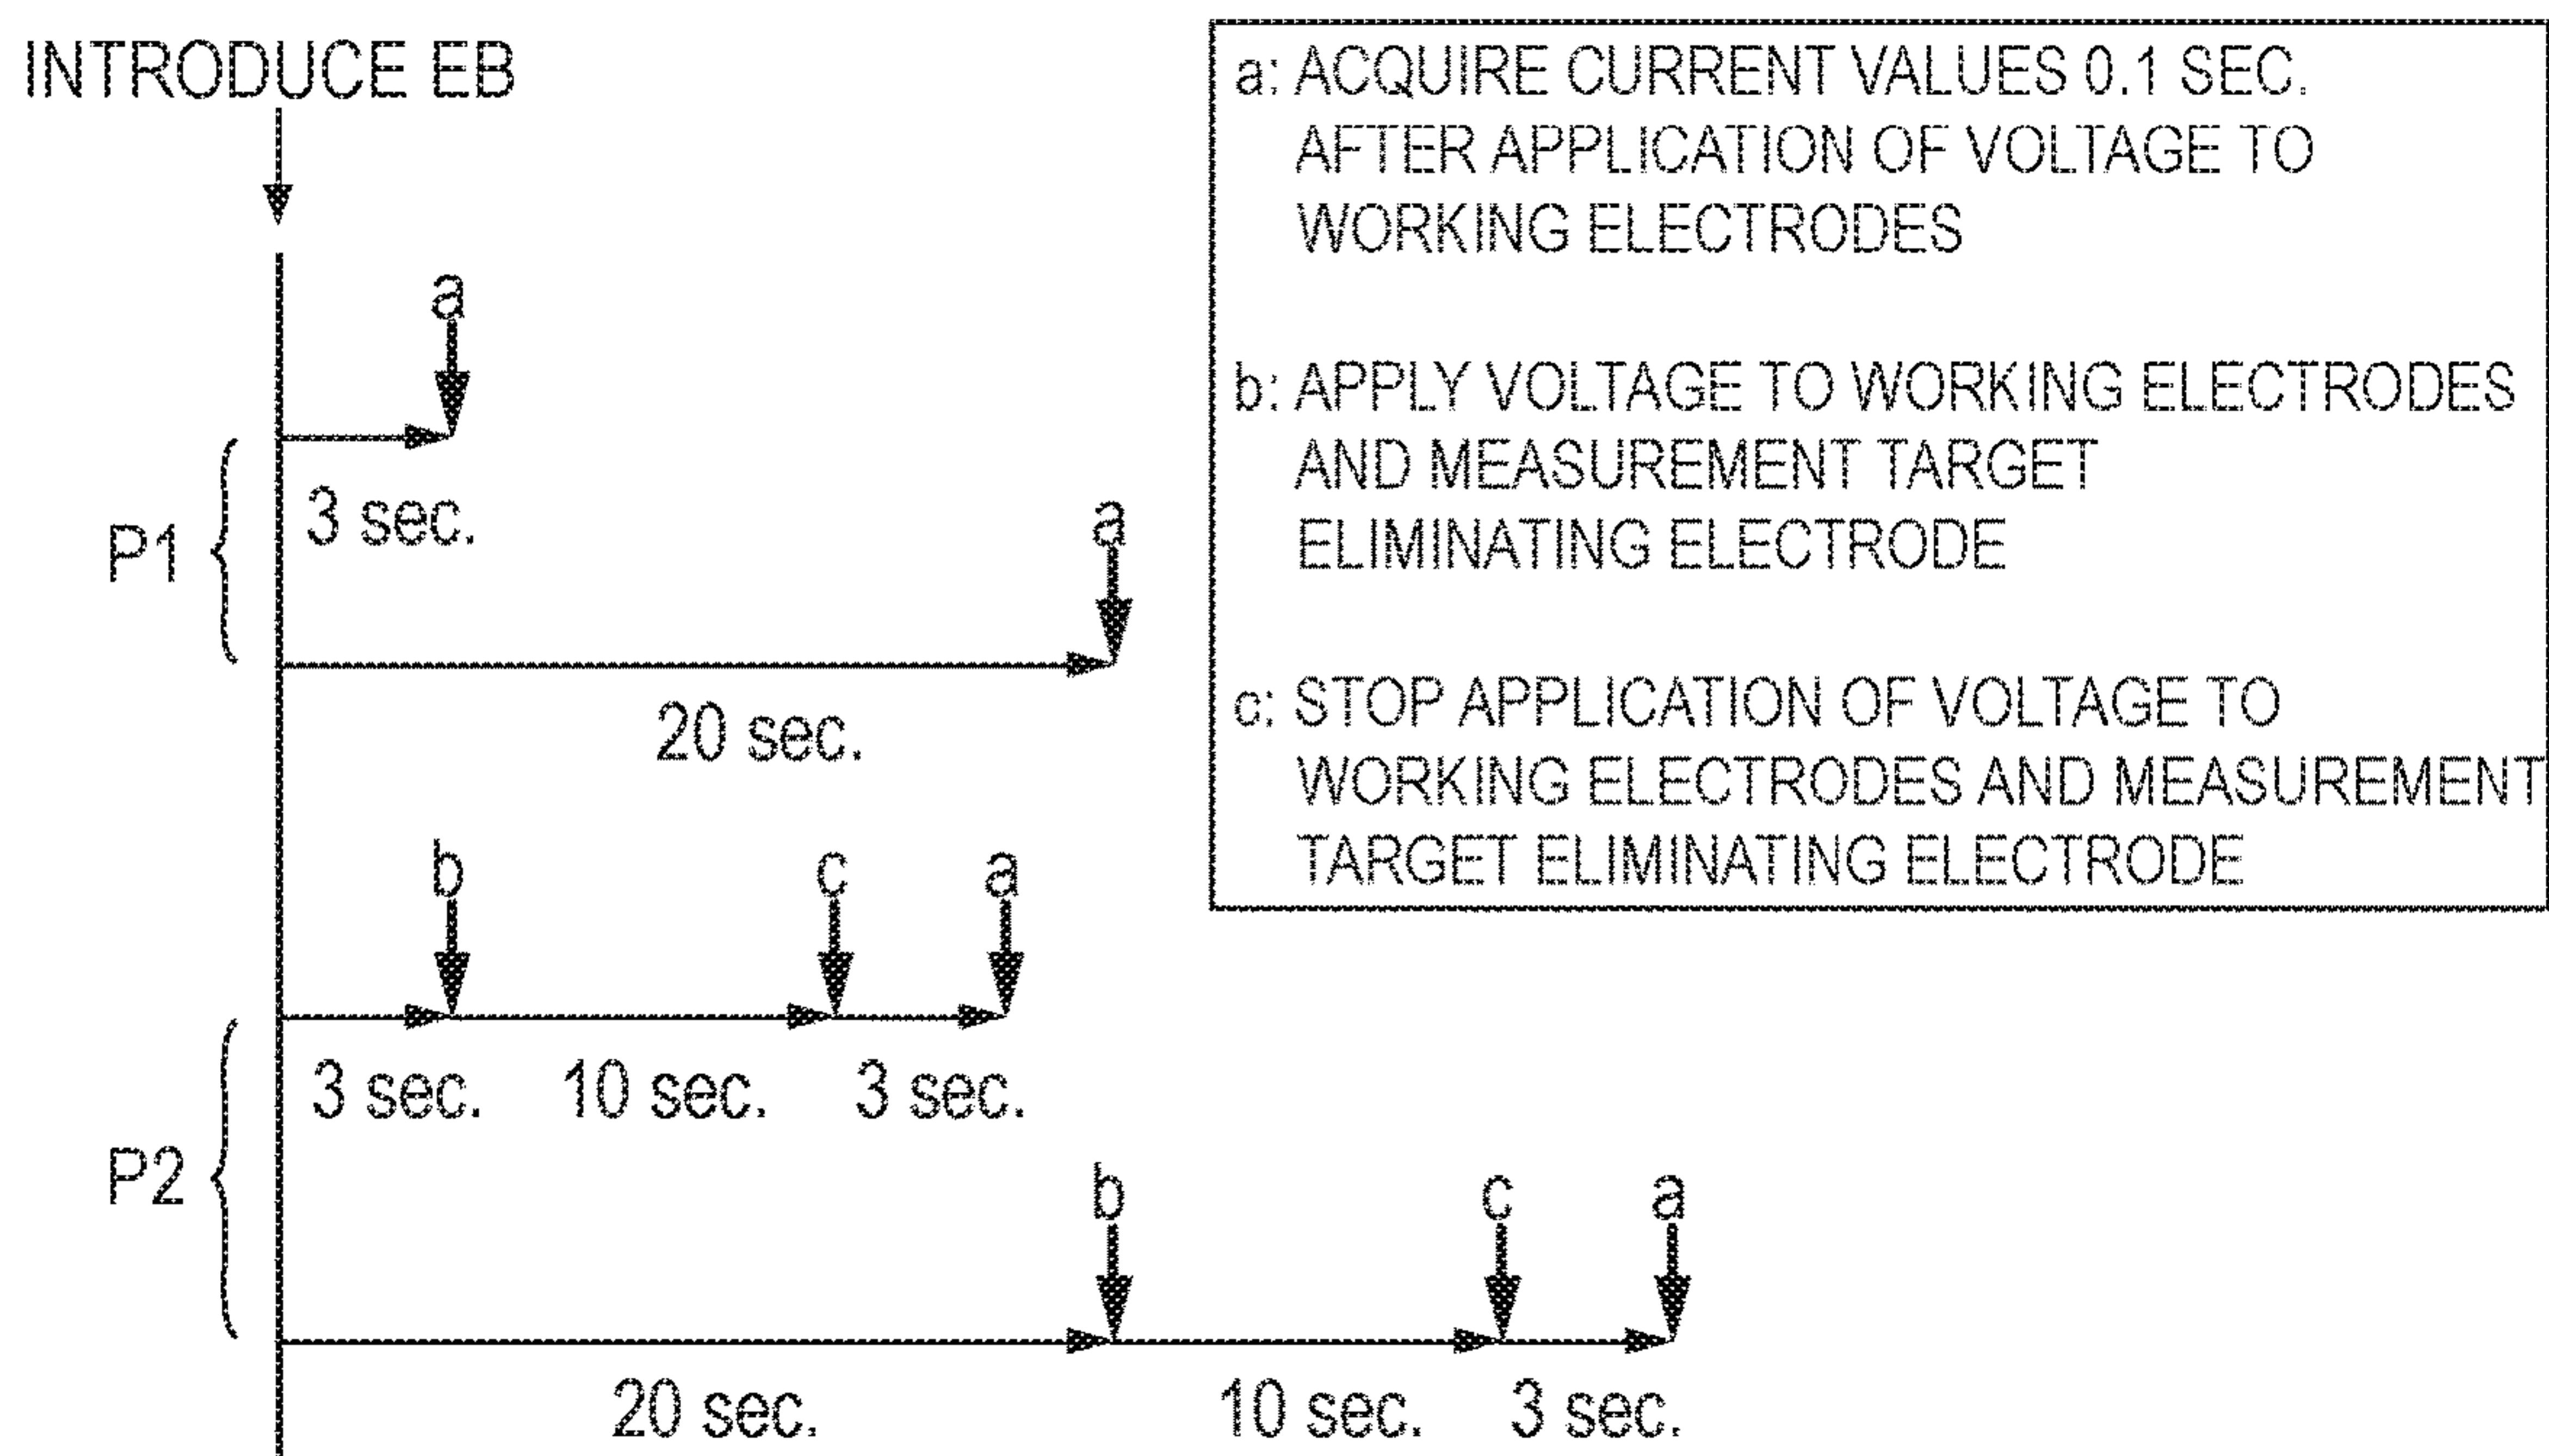 INTRODUCE EB
a: ACQUIRE CURRENT VALUES 0.1 SEC.
AFTER APPLICATION OF VOLTAGE TO
WORKING ELECTRODES
b: APPLY VOLTAGE TO WORKING ELECTRODES
AND MEASUREMENT TARGET
ELIMINATING ELECTRODE
c: STOP APPLICATION OF VOLTAGE TO
WORKING ELECTRODES AND MEASUREMENT
TARGET ELIMINATING ELECTRODE
a
3 sec.
P1
a
20 sec.
b c a
3 sec. 10 sec. 3 sec.
P2
b c a
20 sec. 10 sec. 3 sec.